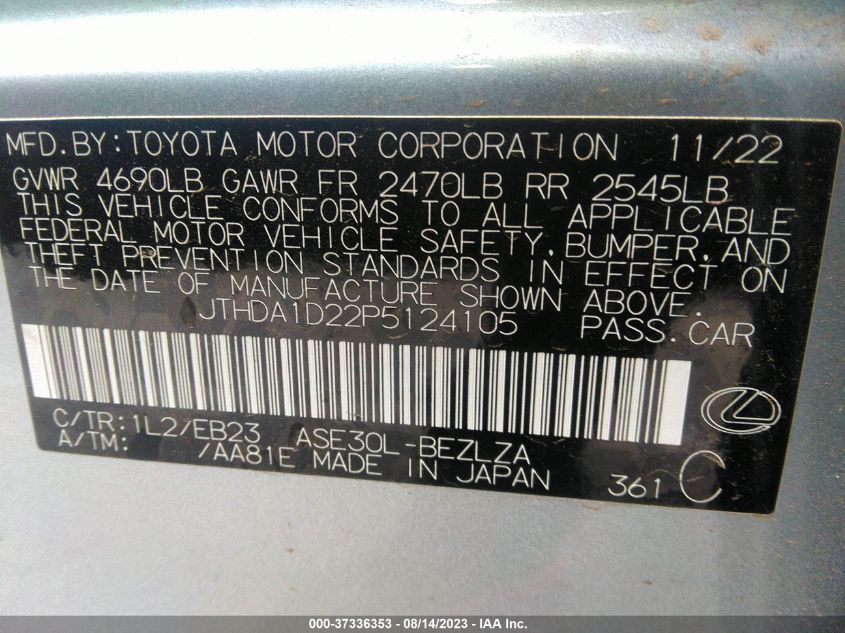 MFD.BY:TOYOTA MOTOR CORPORATION 11/22
GVWR 4690LB GAWR FR 2470LB RR 2545LB
THIS VEHICLE CONFORMS TO ALL APPLICABLE
FEDERAL MOTOR VEHICLE SAFETY,BUMPER,AND
THEFT PREVENTION STANDARDS IN EFFECT ON
THE DATE OF MANUFACTURE SHOWN ABOVE.
JTHDA1D22P5124105 PASS.CAR
C/TR:1L2/EB23 ASE30L-BEZLZA
A/TM: /AA81E MADE IN JAPAN 361 C
000-37336353 - 08/14/2023 - IAA Inc.